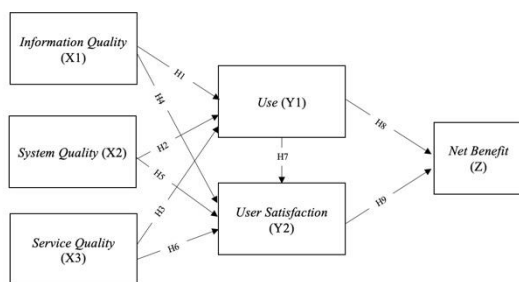 Information Quality
(X1)
H1
H4
Use (Y1)
System Quality (X2)
H2
H5
H7
H8
Net Benefit
(Z)
H3
H9
User Satisfaction
(Y2)
Service Quality
(X3)
H6